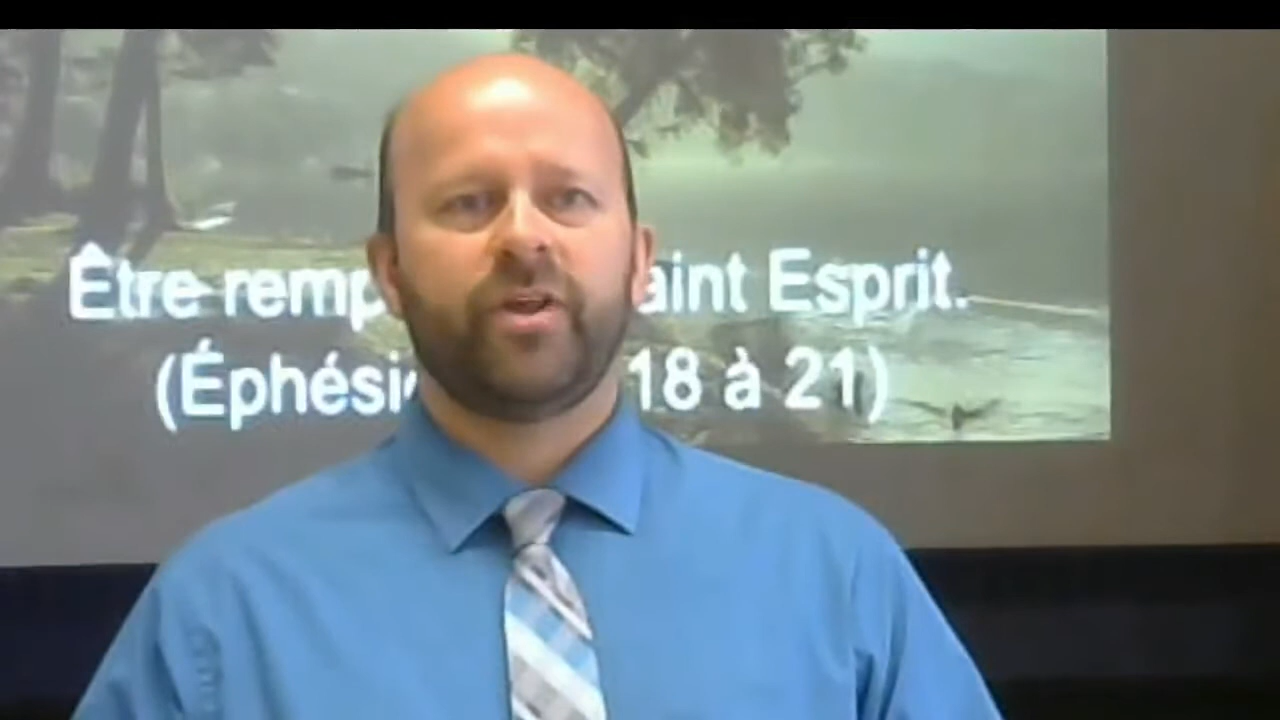 Être remp aint Esprit.
(Éphési 18 à 21)